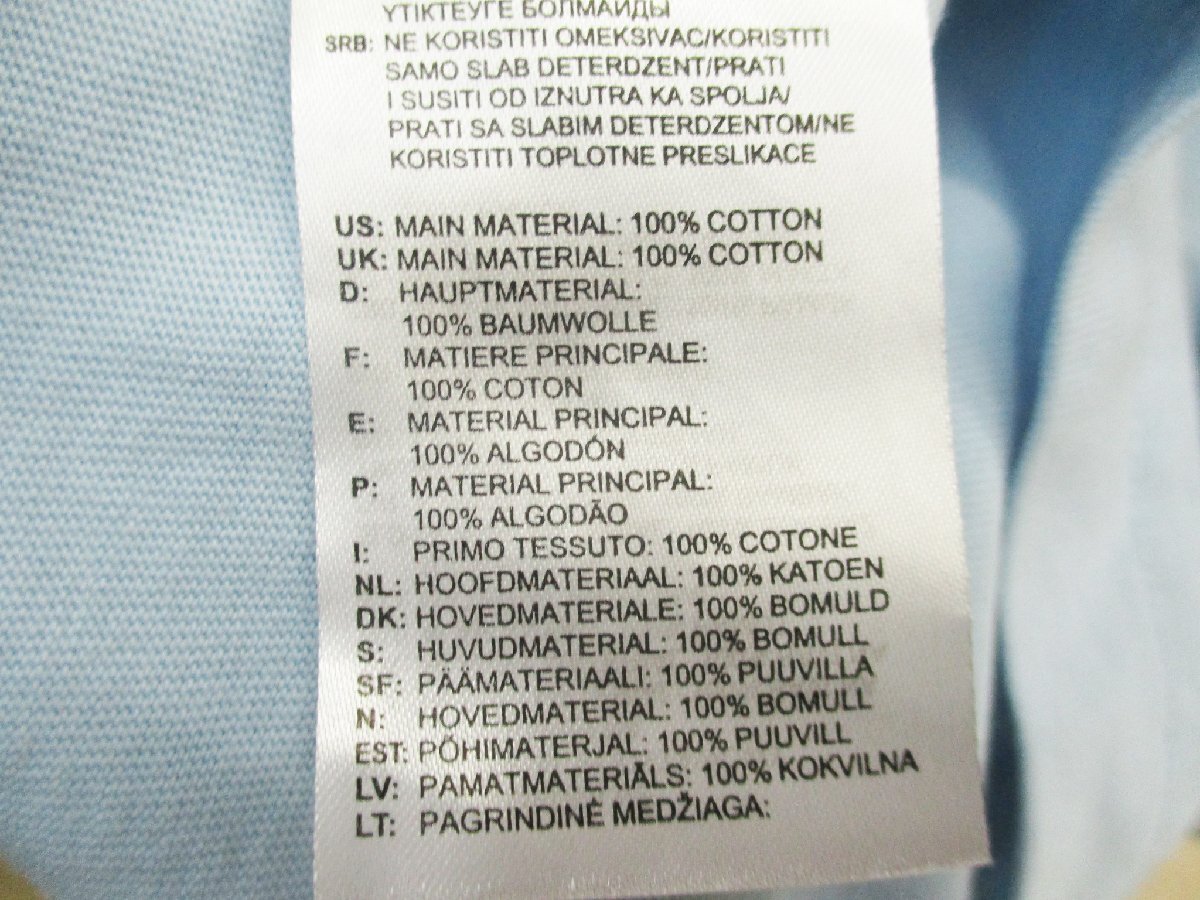 ҮТІКТЕУГЕ БОЛМАЙДЫ
SRB: NE KORISTITI OMEKSIVAC/KORISTITI
SAMO SLAB DETERDZENT/PRATI
I SUSITI OD IZNUTRA KA SPOLJA/
PRATI SA SLABIM DETERDZENTOM/NE
KORISTITI TOPLOTNE PRESLIKACE
US: MAIN MATERIAL: 100% COTTON
UK: MAIN MATERIAL: 100% COTTON
D: HAUPTMATERIAL:
100% BAUMWOLLE
F: MATIERE PRINCIPALE:
100% COTON
E: MATERIAL PRINCIPAL:
100% ALGODÓN
P: MATERIAL PRINCIPAL:
100% ALGODÃO
I: PRIMO TESSUTO: 100% COTONE
NL: HOOFDMATERIAAL: 100% KATOEN
DK: HOVEDMATERIALE: 100% BOMULD
S: HUVUDMATERIAL: 100% BOMULL
SF: PÄÄMATERIAALI: 100% PUUVILLA
N: HOVEDMATERIAL: 100% BOMULL
EST: PÕHIMATERJAL: 100% PUUVILL
LV: PAMATMATERIĀLS: 100% KOKVILNA
LT: PAGRINDINĖ MEDŽIAGA: